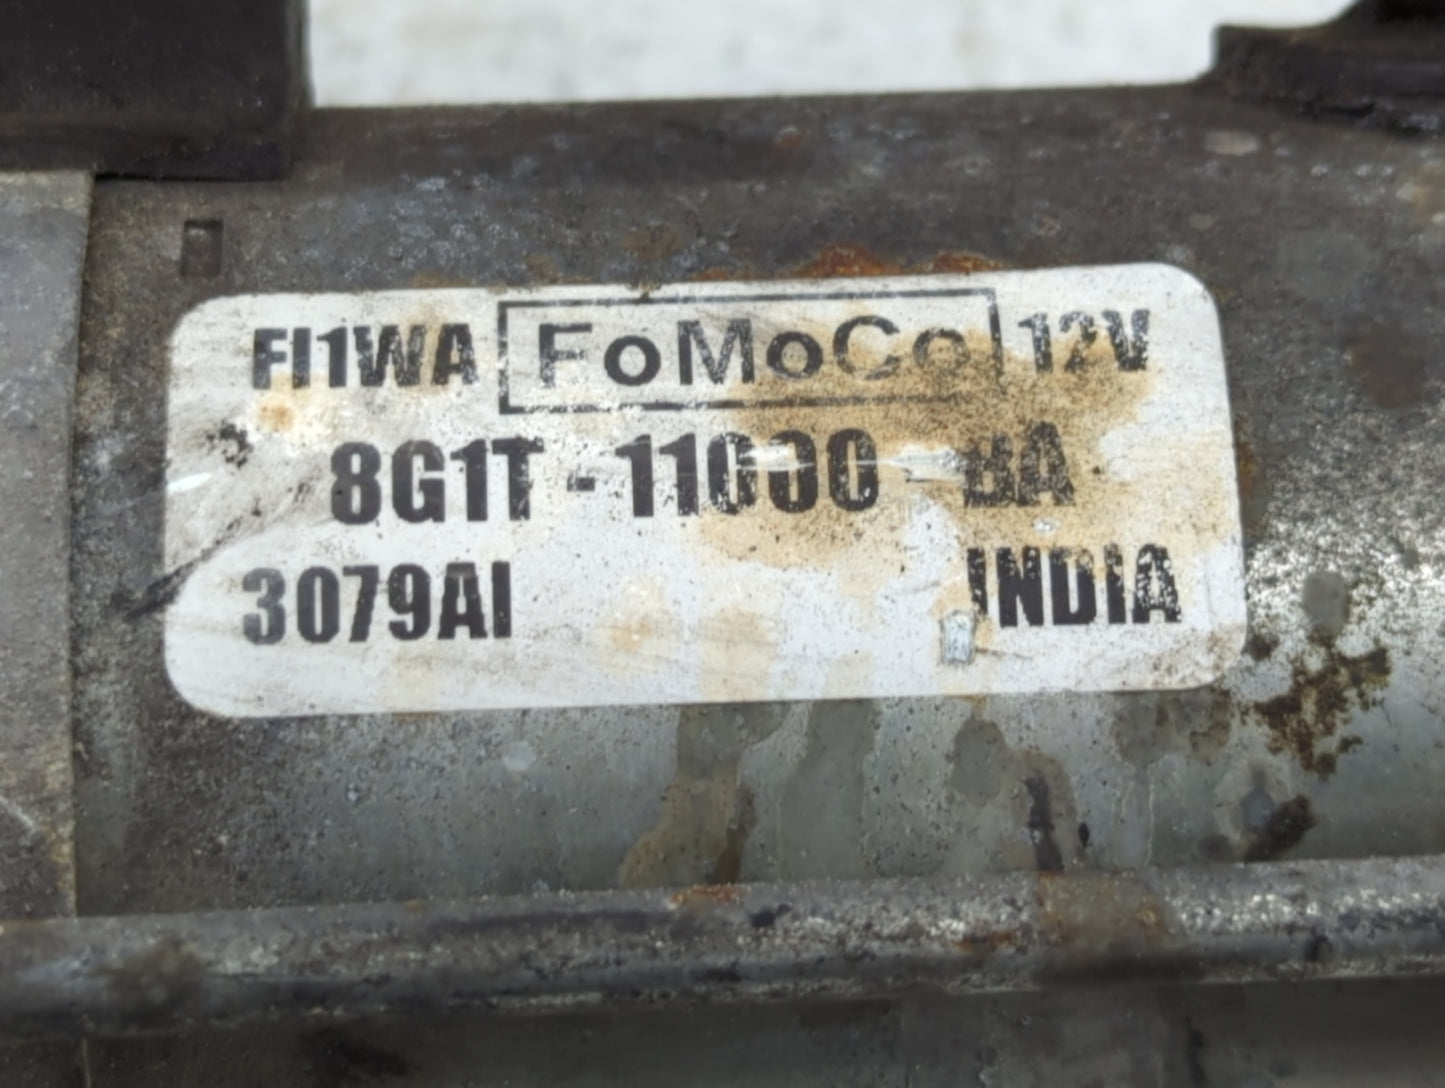 FI1WA FoMoCo 12V
8G1T-11000-BA
3079AI INDIA